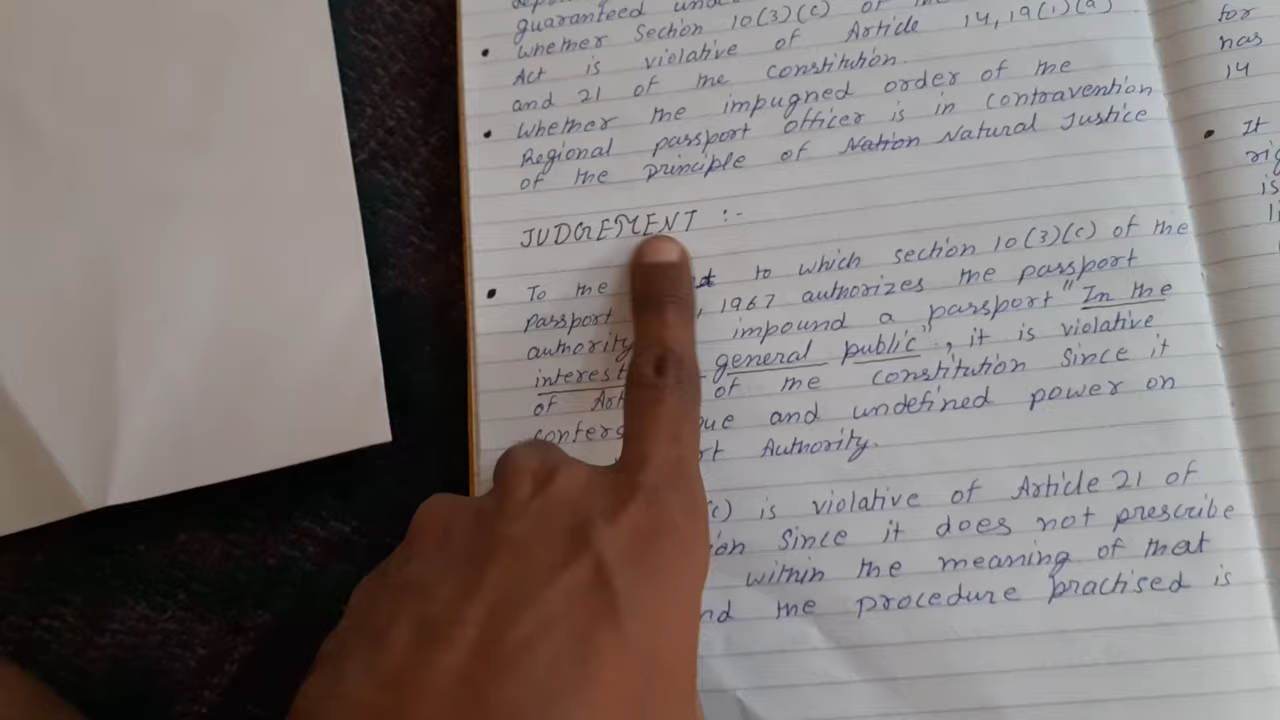 guaranteed und
• Whether Section 10(3)(c) of
Act is violative of Article 14, 19(1)(a)
and 21 of the constitution.
• Whether the impugned order of the
Regional passport officer is in contravention
of the principle of Nation Natural Justice
JUDGEMENT :-
• To the to which section 10(3)(c) of the
passport , 1967 authorizes the passport
authority impound a passport "In the
interest general public", it is violative
of Art of the constitution since it
confers and undefined power on
Authority.
(c) is violative of Article 21 of
Since it does not prescribe
within the meaning of that
the procedure practised is
for
has
14
• It
is